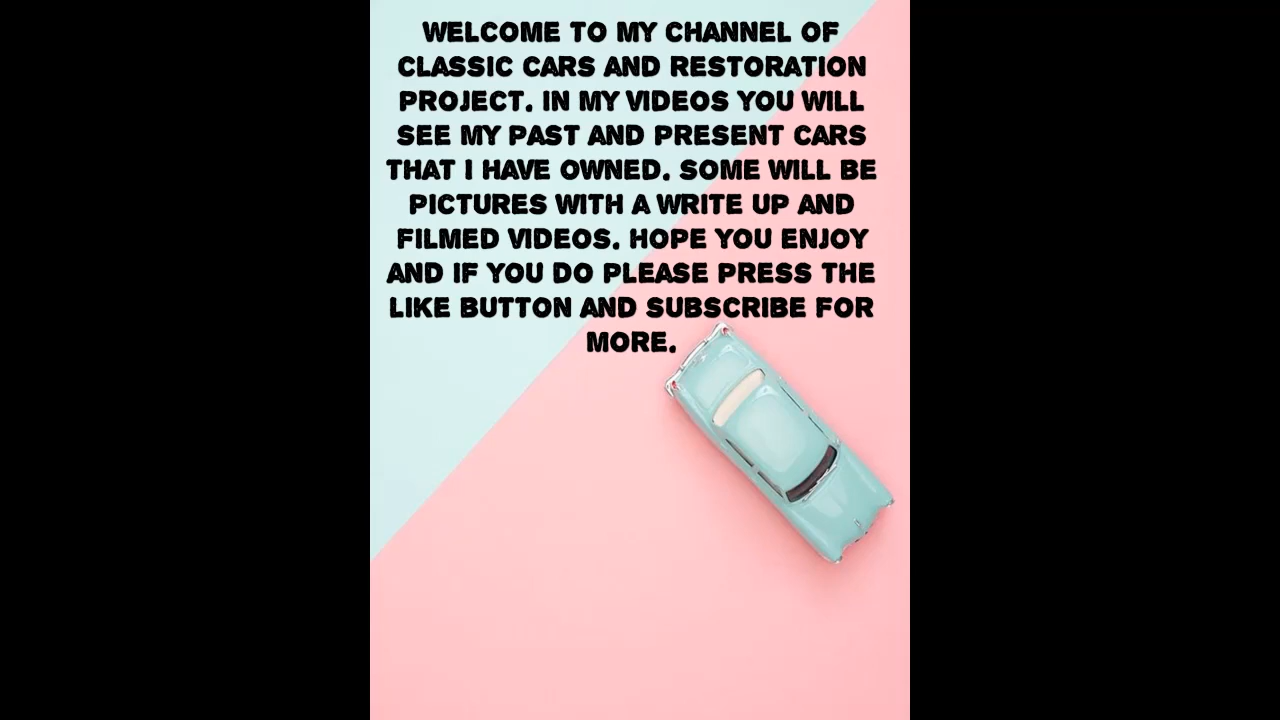 WELCOME TO MY CHANNEL OF
CLASSIC CARS AND RESTORATION
PROJECT. IN MY VIDEOS YOU WILL
SEE MY PAST AND PRESENT CARS
THAT I HAVE OWNED. SOME WILL BE
PICTURES WITH A WRITE UP AND
FILMED VIDEOS. HOPE YOU ENJOY
AND IF YOU DO PLEASE PRESS THE
LIKE BUTTON AND SUBSCRIBE FOR
MORE.